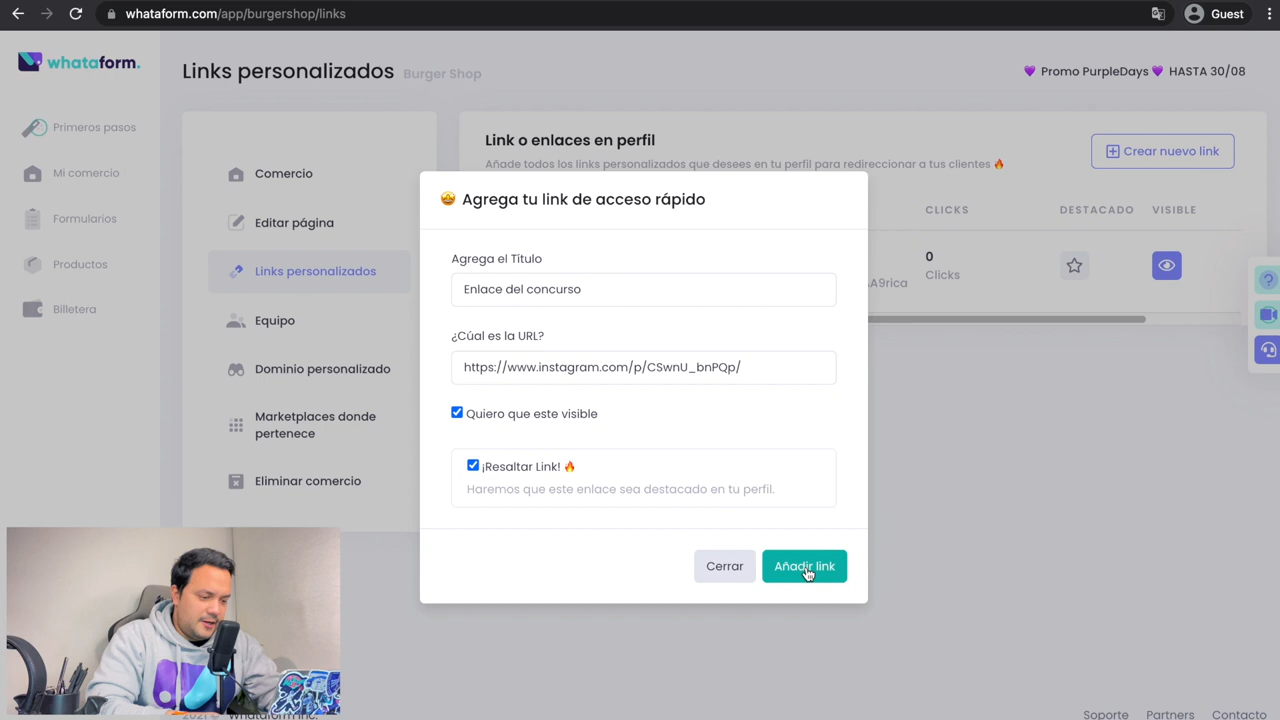 whataform.com/app/burgershop/links
Guest
whataform.
Links personalizados Burger Shop
Promo PurpleDays 💜 HASTA 30/08
Primeros pasos
Mi comercio
Formularios
Productos
Billetera
Comercio
Editar página
Links personalizados
Equipo
Dominio personalizado
Marketplaces donde
pertenece
Eliminar comercio
Link o enlaces en perfil
Añade todos los links personalizados que desees en tu perfil para redireccionar a tus clientes 🔥
Crear nuevo link
CLICKS DESTACADO VISIBLE
0
Clicks
AA9rica
🤩 Agrega tu link de acceso rápido
Agrega el Título
Enlace del concurso
¿Cúal es la URL?
https://www.instagram.com/p/CSwnU_bnPQp/
Quiero que este visible
¡Resaltar Link! 🔥
Haremos que este enlace sea destacado en tu perfil.
Cerrar
Añadir link
2021 © Whataform Inc.
Soporte Partners Contacto